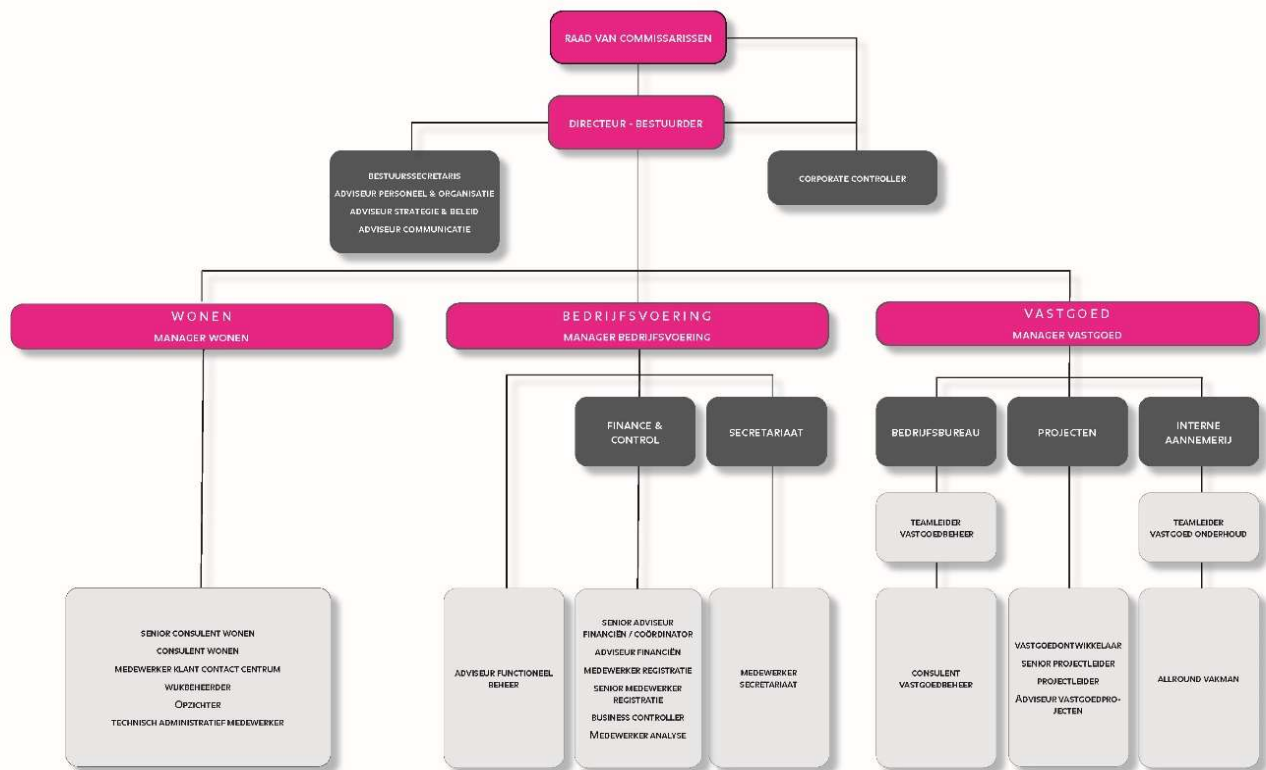 RAAD VAN COMMISSARISSEN
DIRECTEUR - BESTUURDER
BESTUURSSECRETARIS
ADVISEUR PERSONEEL & ORGANISATIE
ADVISEUR STRATEGIE & BELEID
ADVISEUR COMMUNICATIE
CORPORATE CONTROLLER
WONEN
MANAGER WONEN
BEDRIJFSVOERING
MANAGER BEDRIJFSVOERING
VASTGOED
MANAGER VASTGOED
FINANCE &
CONTROL
SECRETARIAAT
BEDRIJFSBUREAU
PROJECTEN
INTERNE
AANNEMERIJ
TEAMLEIDER
VASTGOEDBEHEER
TEAMLEIDER
VASTGOED ONDERHOUD
SENIOR CONSULENT WONEN
CONSULENT WONEN
MEDEWERKER KLANT CONTACT CENTRUM
WIJKBEHEERDER
OPZICHTER
TECHNISCH ADMINISTRATIEF MEDEWERKER
ADVISEUR FUNCTIONEEL
BEHEER
SENIOR ADVISEUR
FINANCIËN / COÖRDINATOR
ADVISEUR FINANCIËN
MEDEWERKER REGISTRATIE
SENIOR MEDEWERKER
REGISTRATIE
BUSINESS CONTROLLER
MEDEWERKER ANALYSE
MEDEWERKER
SECRETARIAAT
CONSULENT
VASTGOEDBEHEER
VASTGOEDONTWIKKELAAR
SENIOR PROJECTLEIDER
PROJECTLEIDER
ADVISEUR VASTGOEDPRO-
JECTEN
ALLROUND VAKMAN